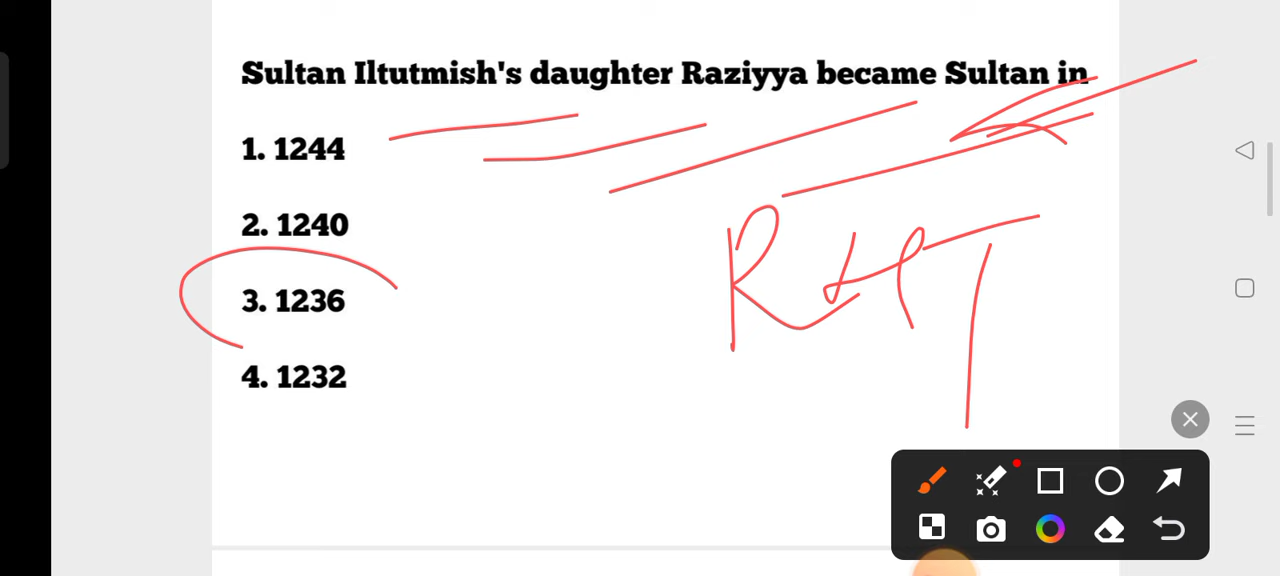 Sultan Iltutmish's daughter Raziyya became Sultan in
1. 1244
2. 1240
3. 1236
4. 1232